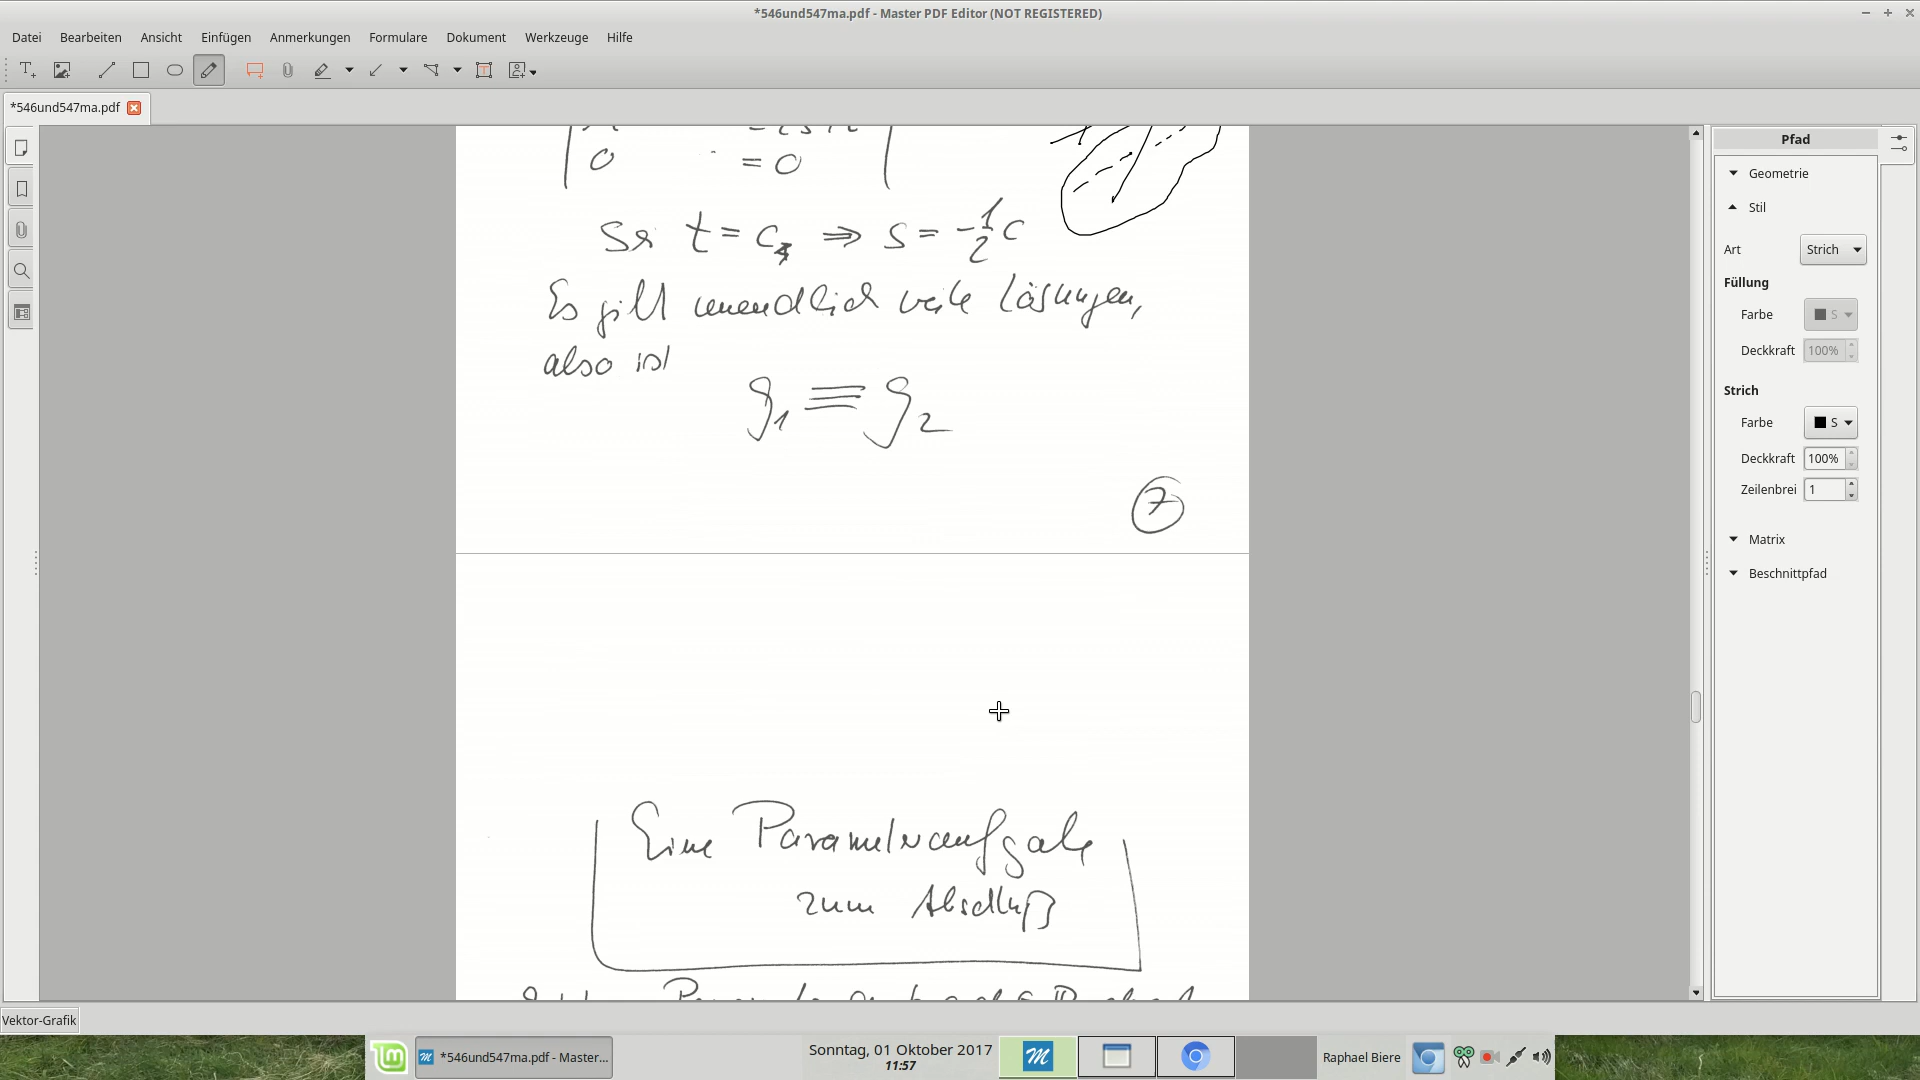 *546und547ma.pdf - Master PDF Editor (NOT REGISTERED)
Datei Bearbeiten Ansicht Einfügen Anmerkungen Formulare Dokument Werkzeuge Hilfe
*546und547ma.pdf
0 = 0
Sei t = c, ⇒ s = -1/2 c
Es gibt unendlich viele Lösungen,
also ist
g1 ≡ g2
7
Eine Parameteraufgabe
zum Abschluß
Pfad
Geometrie
Stil
Art Strich
Füllung
Farbe S
Deckkraft 100%
Strich
Farbe S
Deckkraft 100%
Zeilenbrei 1
Matrix
Beschnittpfad
Vektor-Grafik
*546und547ma.pdf - Master...
Sonntag, 01 Oktober 2017
11:57
Raphael Biere